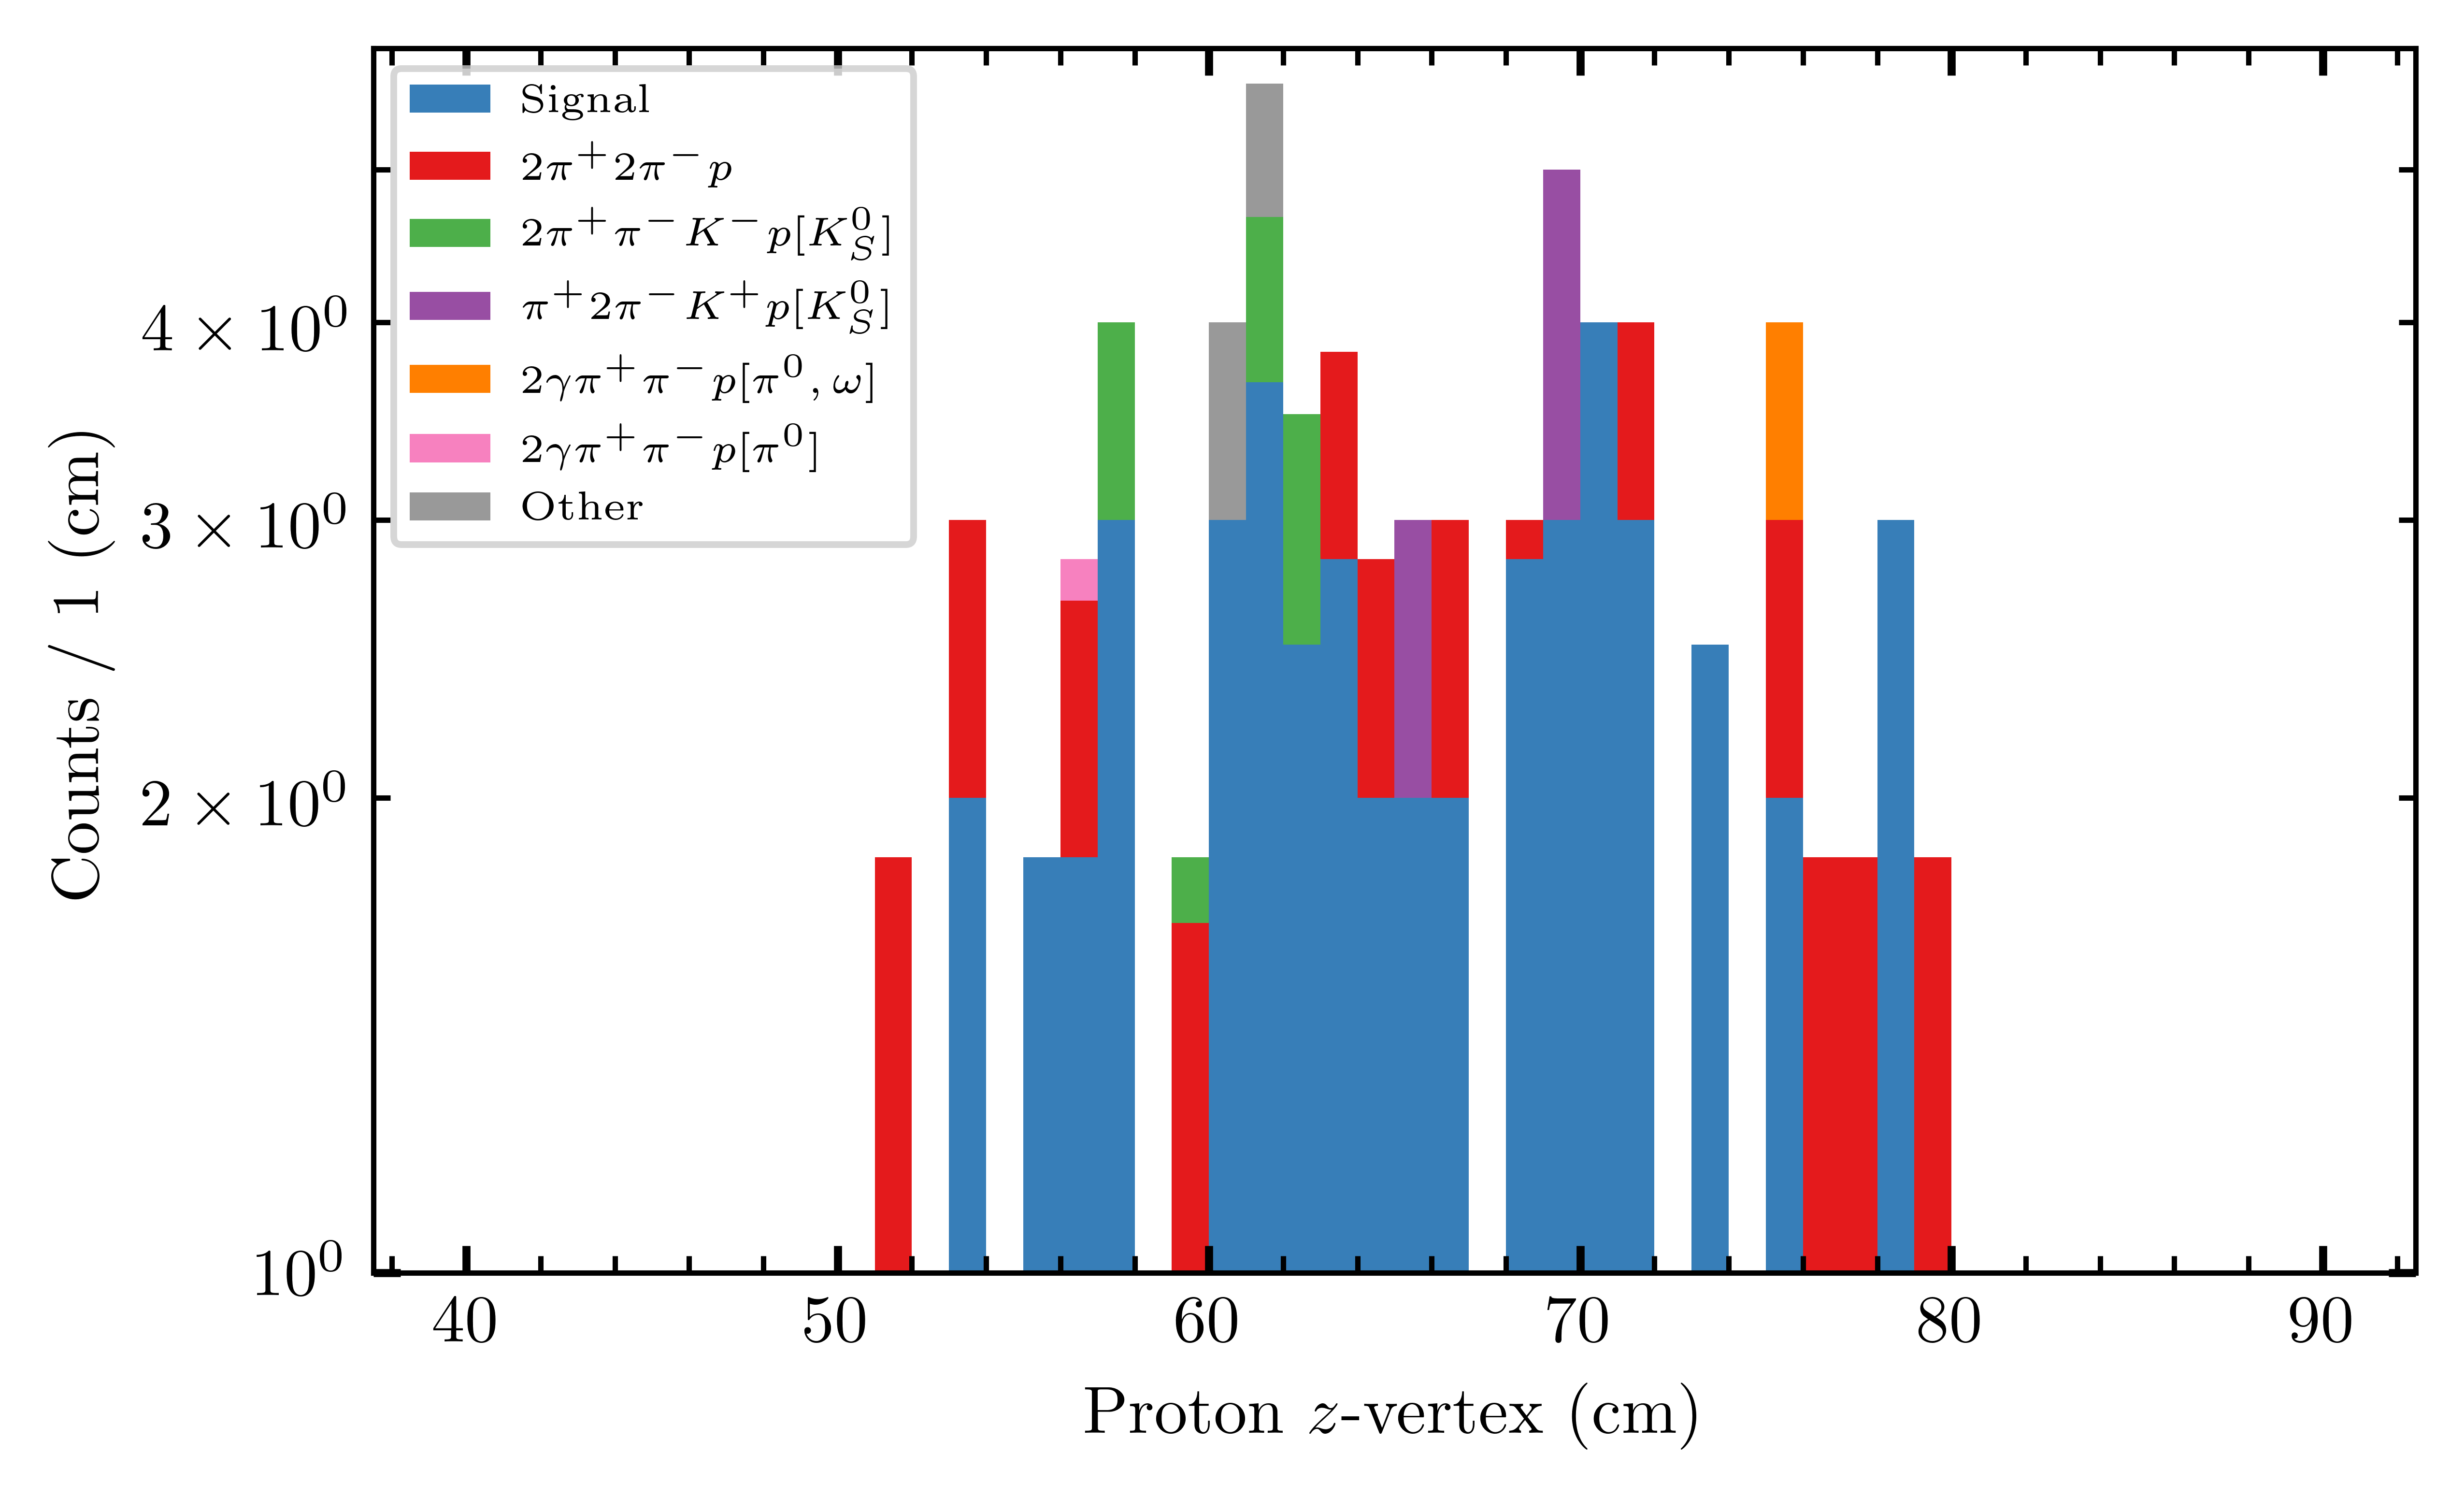 Signal
2π⁺2π⁻p
2π⁺π⁻K⁻p[K⁰_S]
π⁺2π⁻K⁺p[K⁰_S]
2γπ⁺π⁻p[π⁰, ω]
2γπ⁺π⁻p[π⁰]
Other
Counts / 1 (cm)
4 × 10⁰
3 × 10⁰
2 × 10⁰
10⁰
40 50 60 70 80 90
Proton z-vertex (cm)